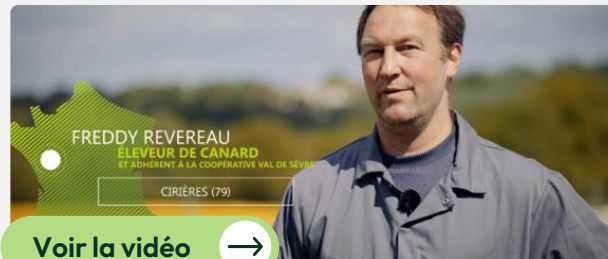 FREDDY REVEREAU
ÉLEVEUR DE CANARD
ET ADHÉRENT À LA COOPÉRATIVE VAL DE SÈVRE
CIRIÈRES (79)
Voir la vidéo